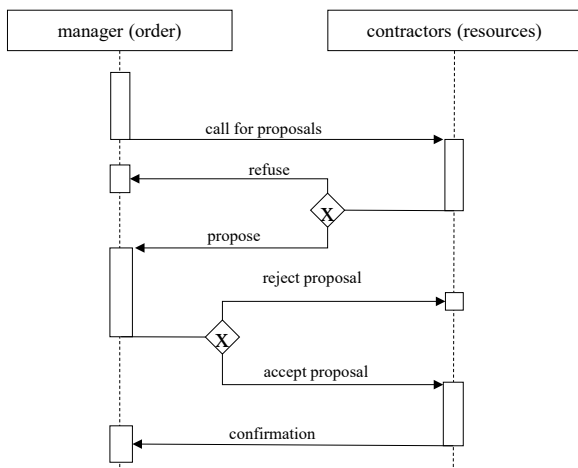 manager (order)
contractors (resources)
call for proposals
refuse
X
propose
reject proposal
X
accept proposal
confirmation